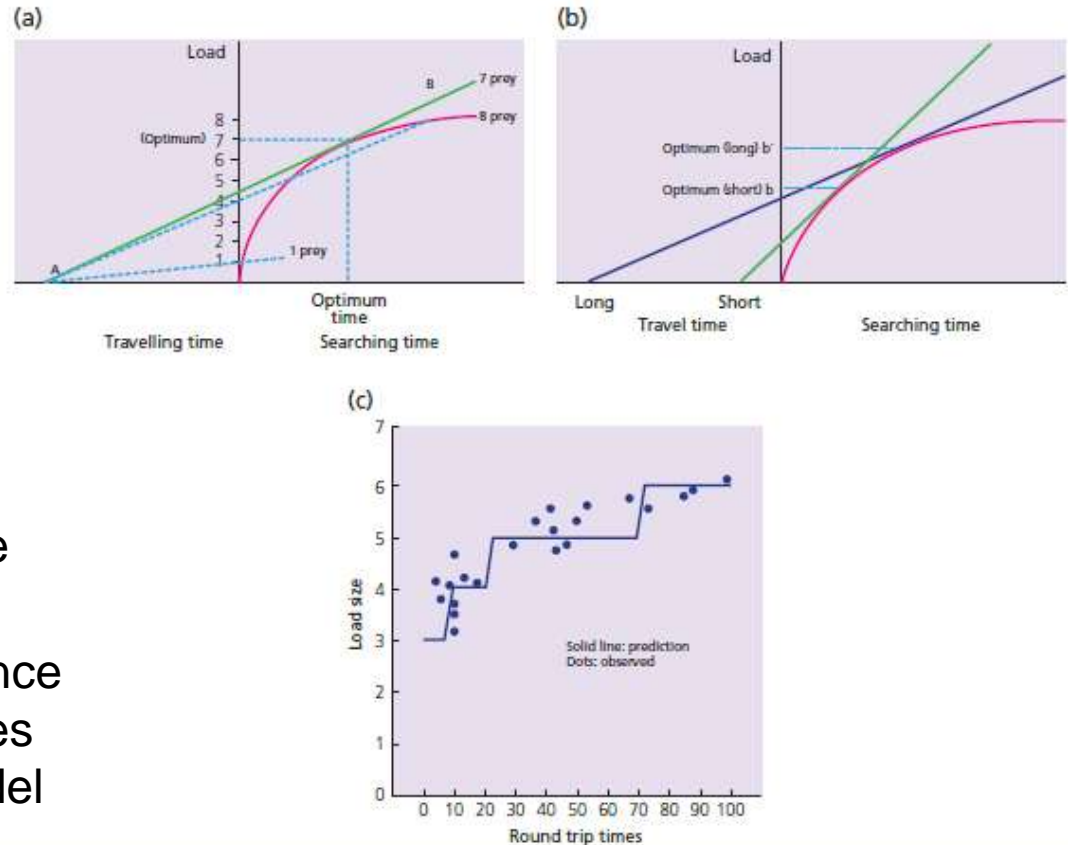 (a)
Load
B
7 prey
8 prey
8
(Optimum) 7
6
5
4
3
2
1
A
1 prey
Optimum
time
Travelling time Searching time
(b)
Load
Optimum (long) b'
Optimum (short) b
Long Short
Travel time Searching time
e
nce
es
del
(c)
7
6
5
4
3
2
1
0
Load size
Solid line: prediction
Dots: observed
0 10 20 30 40 50 60 70 80 90 100
Round trip times